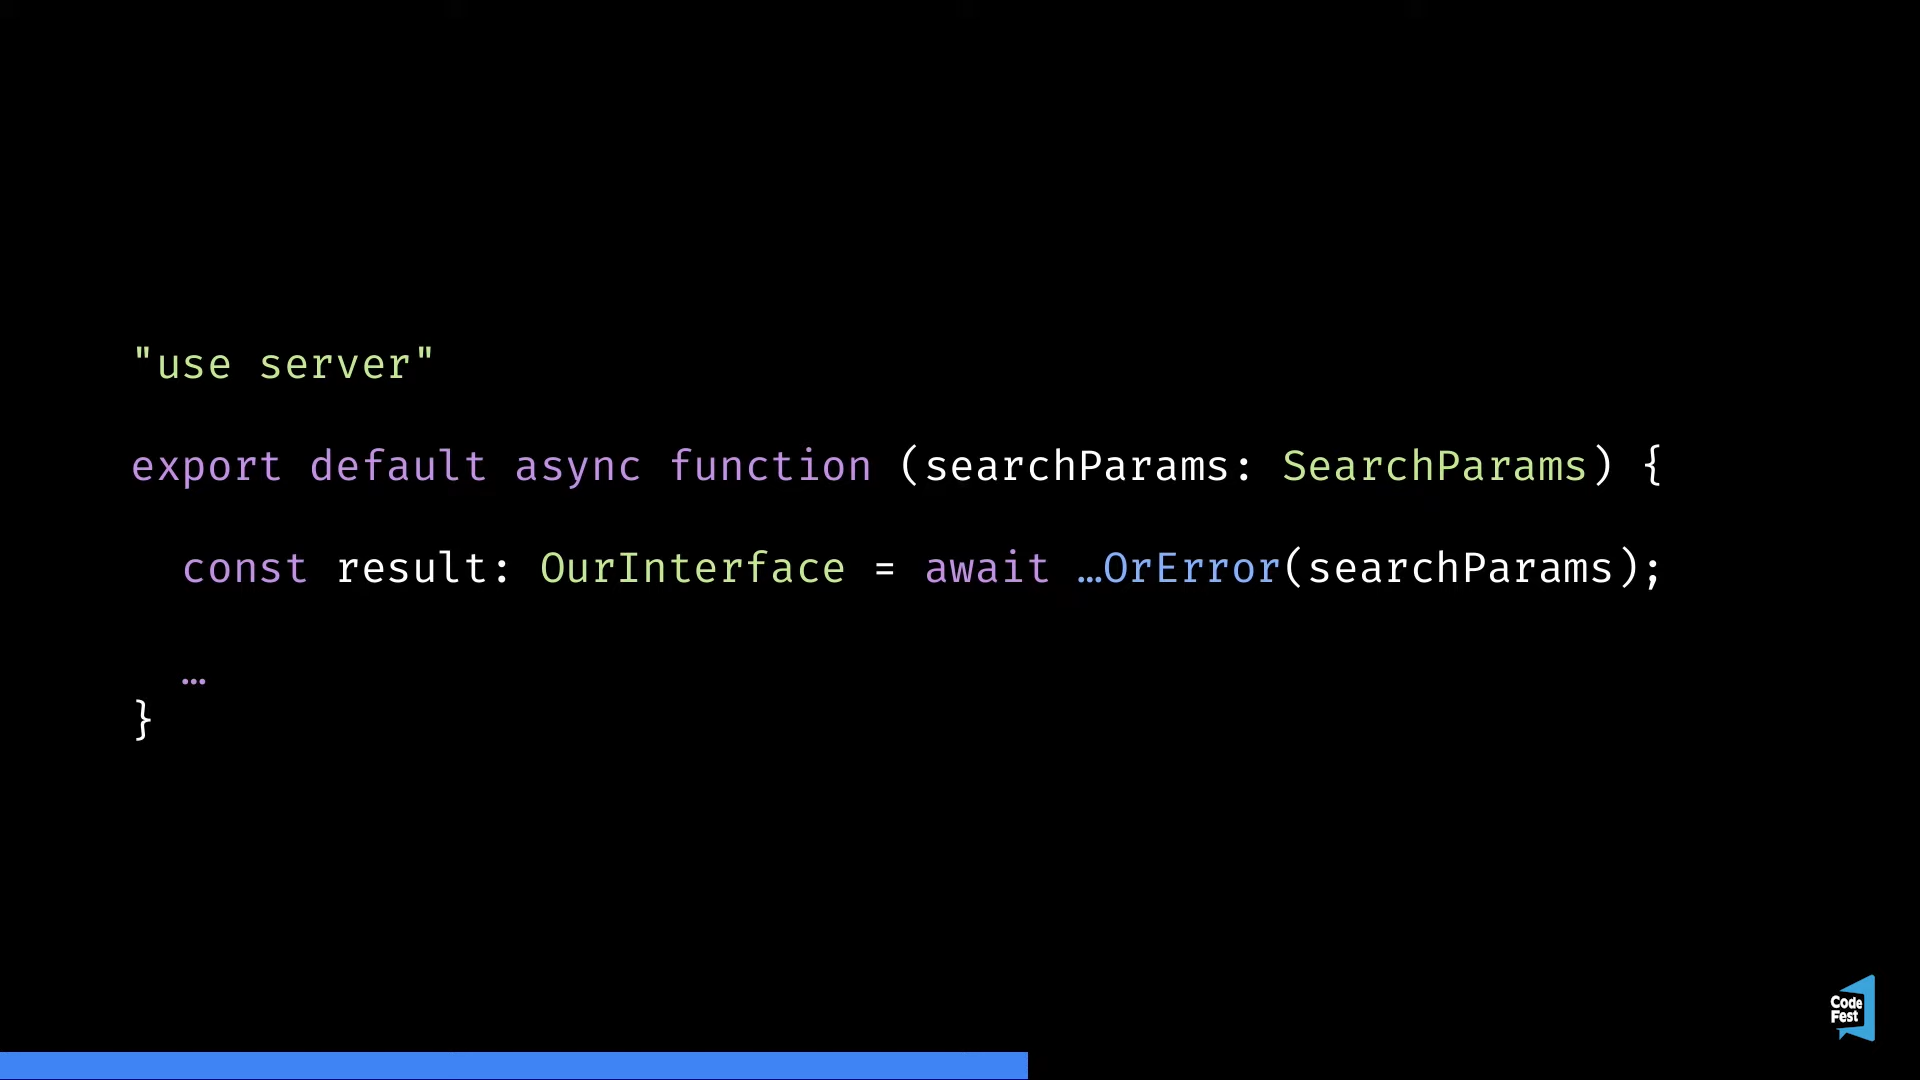 "use server"
export default async function (searchParams: SearchParams) {
const result: OurInterface = await …OrError(searchParams);
…
}
Code
Fest